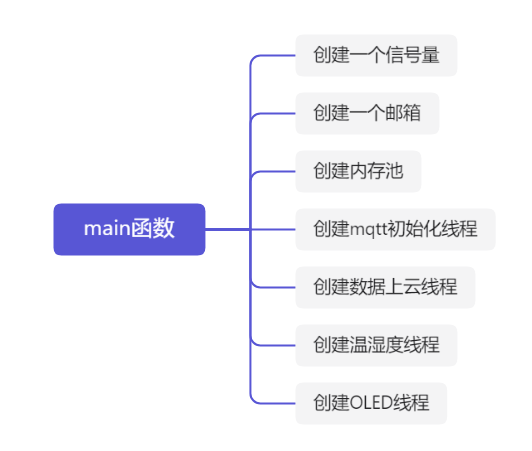 创建一个信号量
创建一个邮箱
创建内存池
main函数
创建mqtt初始化线程
创建数据上云线程
创建温湿度线程
创建OLED线程